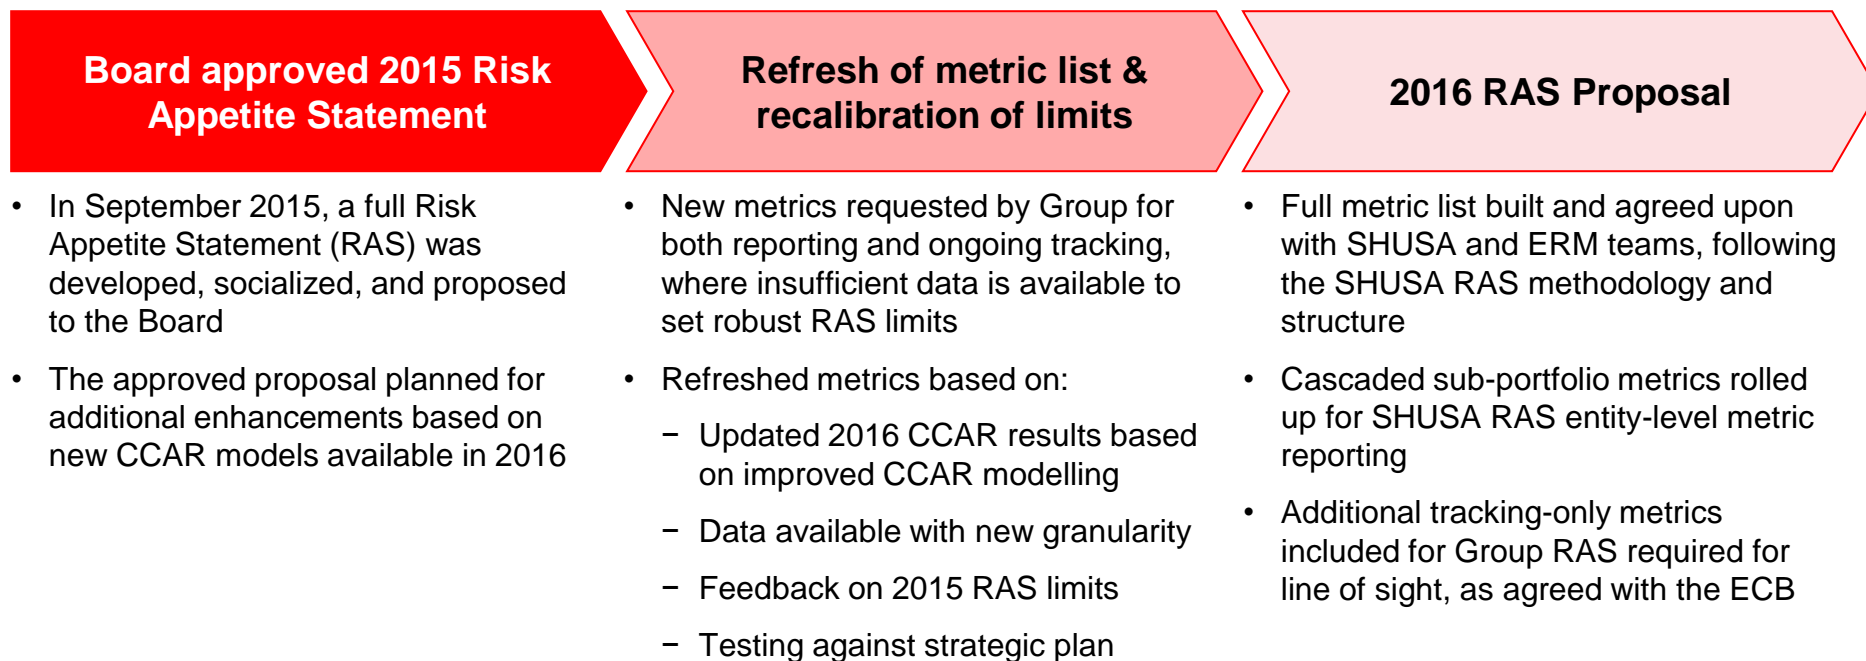 Board approved 2015 Risk
Appetite Statement
• In September 2015, a full Risk
Appetite Statement (RAS) was
developed, socialized, and proposed
to the Board
• The approved proposal planned for
additional enhancements based on
new CCAR models available in 2016
Refresh of metric list &
recalibration of limits
• New metrics requested by Group for
both reporting and ongoing tracking,
where insufficient data is available to
set robust RAS limits
• Refreshed metrics based on:
− Updated 2016 CCAR results based
on improved CCAR modelling
− Data available with new granularity
− Feedback on 2015 RAS limits
− Testing against strategic plan
2016 RAS Proposal
• Full metric list built and agreed upon
with SHUSA and ERM teams, following
the SHUSA RAS methodology and
structure
• Cascaded sub-portfolio metrics rolled
up for SHUSA RAS entity-level metric
reporting
• Additional tracking-only metrics
included for Group RAS required for
line of sight, as agreed with the ECB